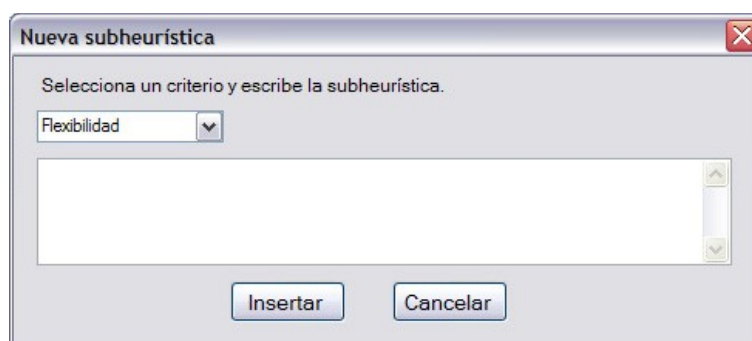 Nueva subheurística
Selecciona un criterio y escribe la subheurística.
Flexibilidad
Insertar
Cancelar